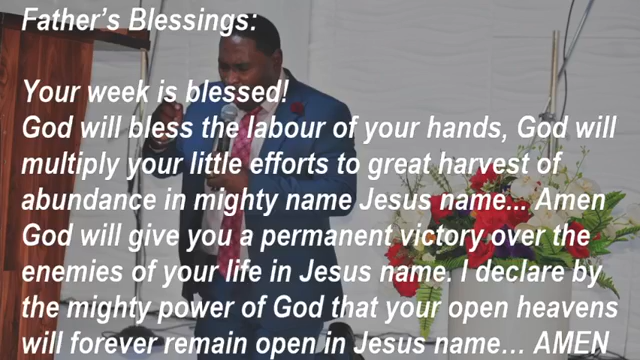 Father's Blessings:
Your week is blessed!
God will bless the labour of your hands, God will
multiply your little efforts to great harvest of
abundance in mighty name Jesus name... Amen
God will give you a permanent victory over the
enemies of your life in Jesus name. I declare by
the mighty power of God that your open heavens
will forever remain open in Jesus name... AMEN